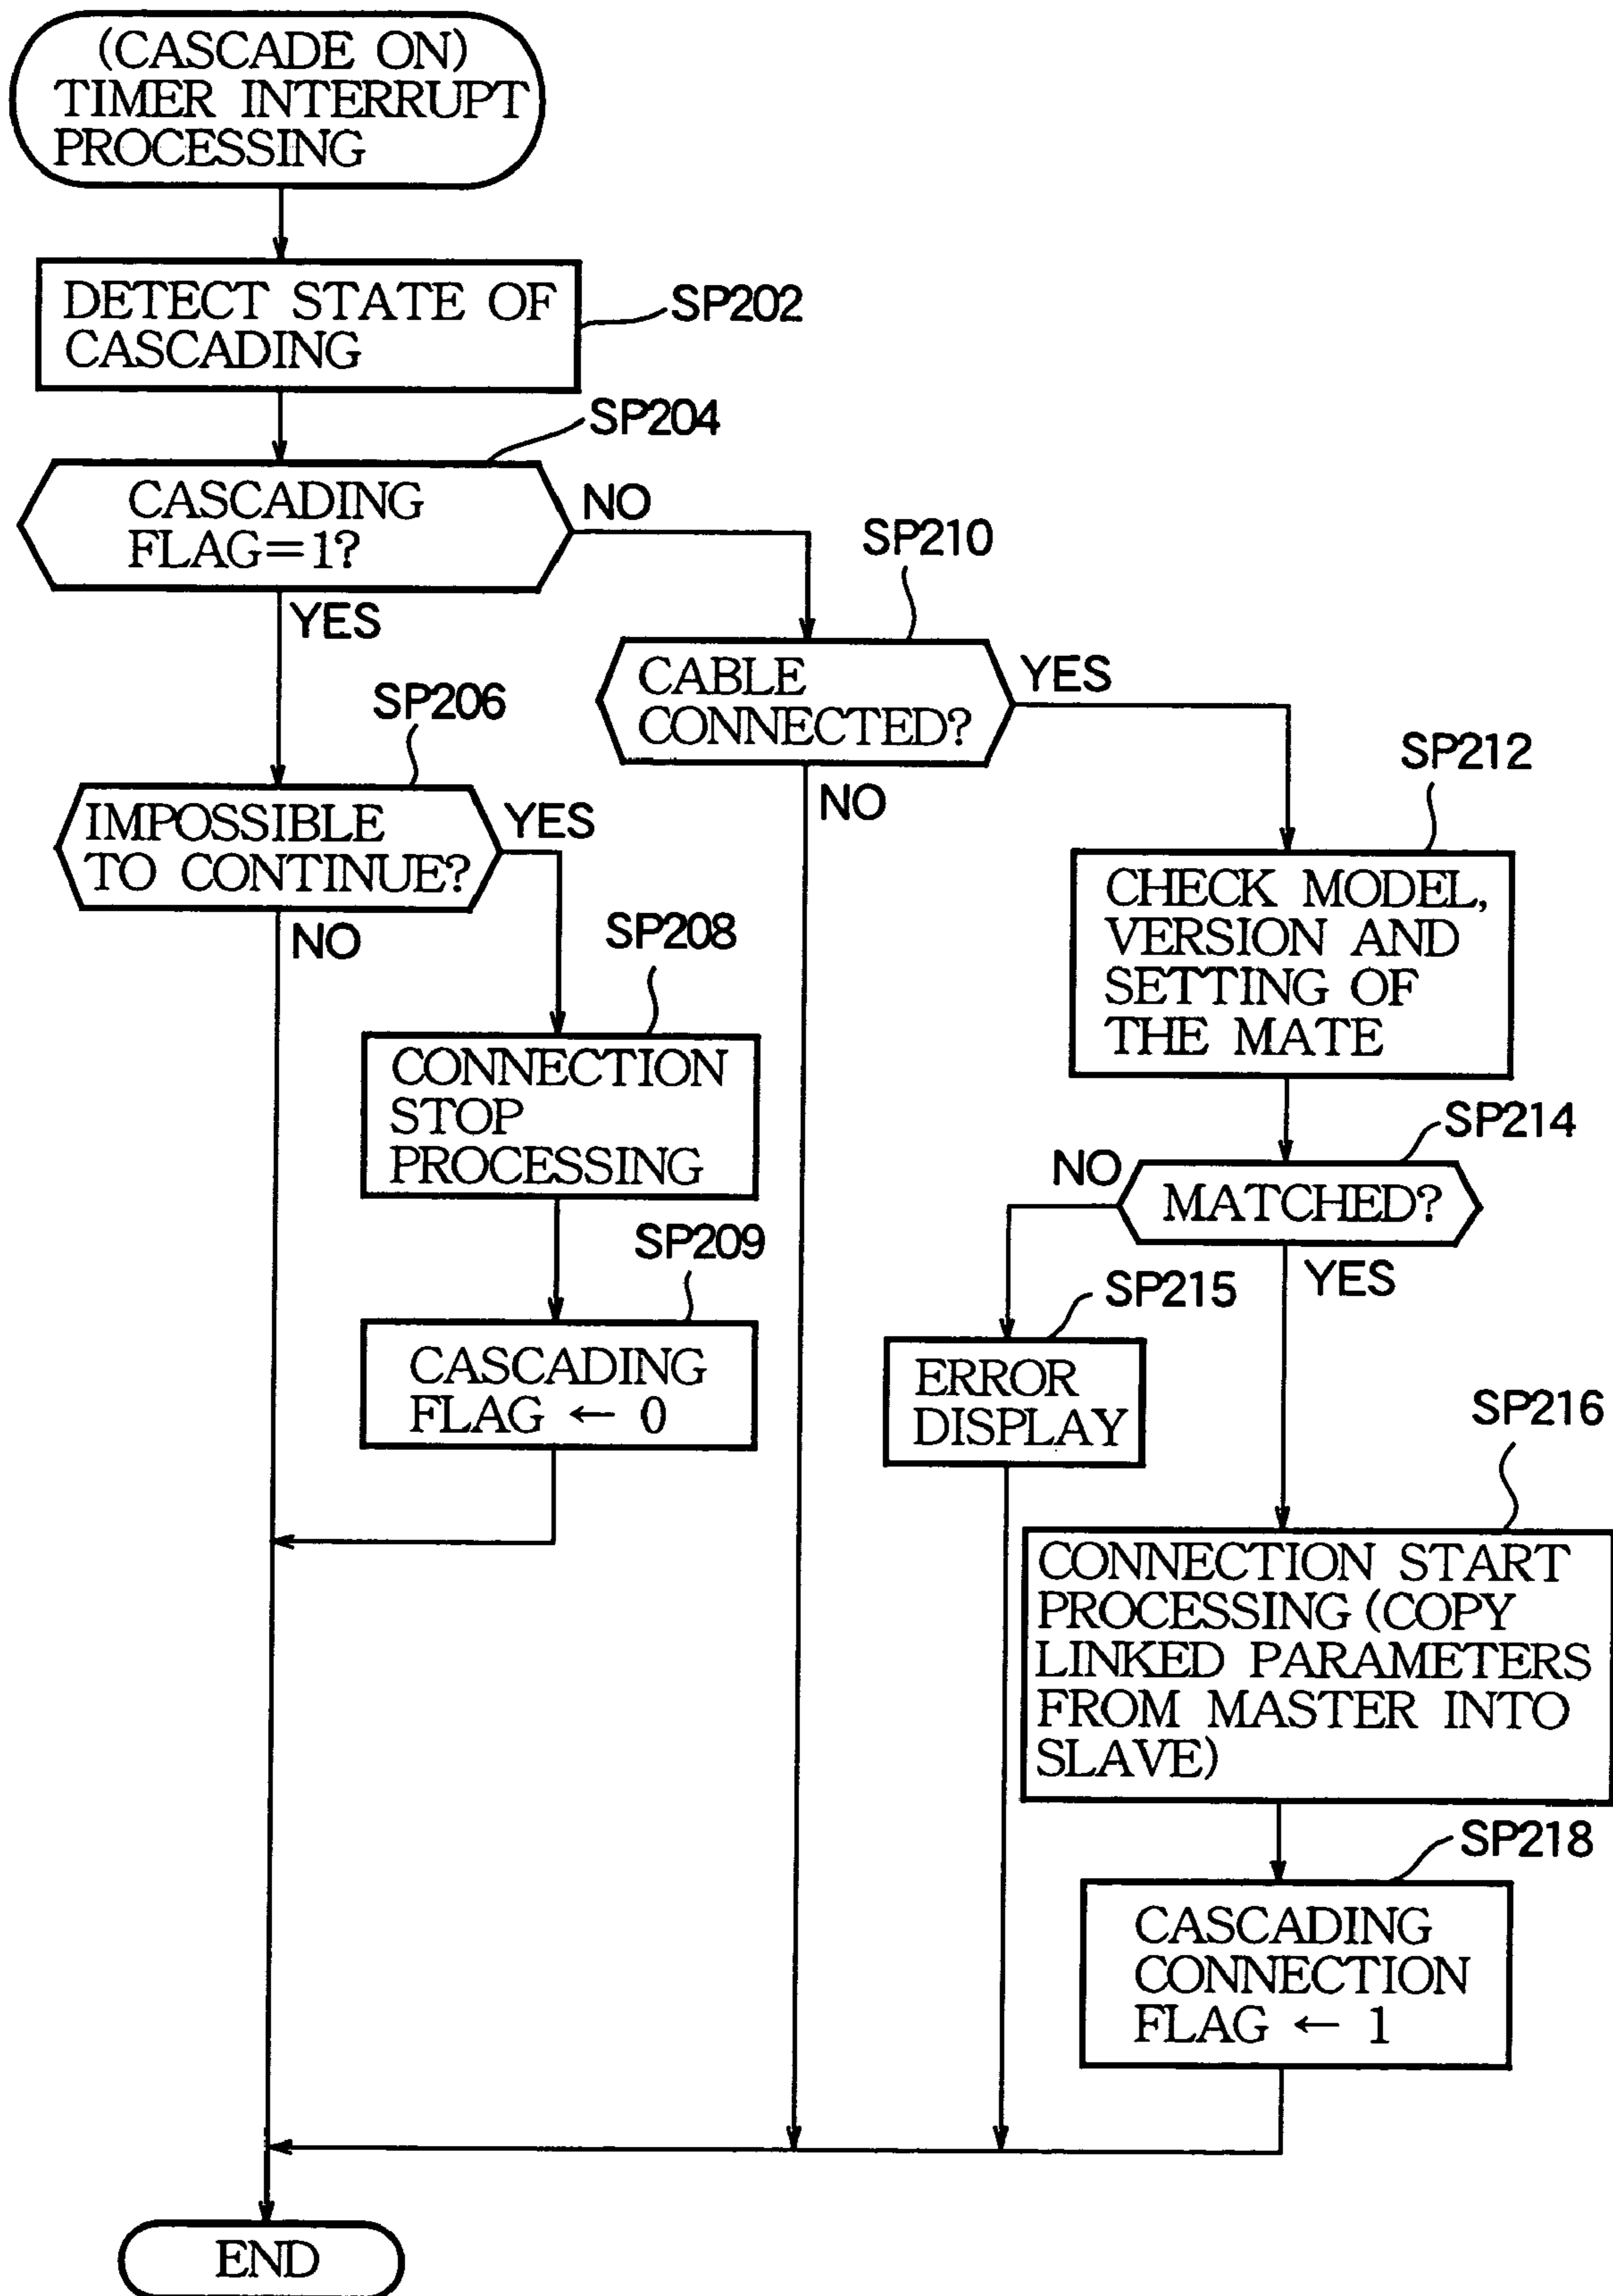 (CASCADE ON)
TIMER INTERRUPT
PROCESSING
DETECT STATE OF
CASCADING
SP202
SP204
CASCADING
FLAG=1?
NO
YES
SP210
CABLE
CONNECTED?
YES
NO
SP206
IMPOSSIBLE
TO CONTINUE?
YES
NO
SP212
CHECK MODEL,
VERSION AND
SETTING OF
THE MATE
SP208
CONNECTION
STOP
PROCESSING
SP214
NO
MATCHED?
YES
SP209
CASCADING
FLAG ← 0
SP215
ERROR
DISPLAY
SP216
CONNECTION START
PROCESSING (COPY
LINKED PARAMETERS
FROM MASTER INTO
SLAVE)
SP218
CASCADING
CONNECTION
FLAG ← 1
END